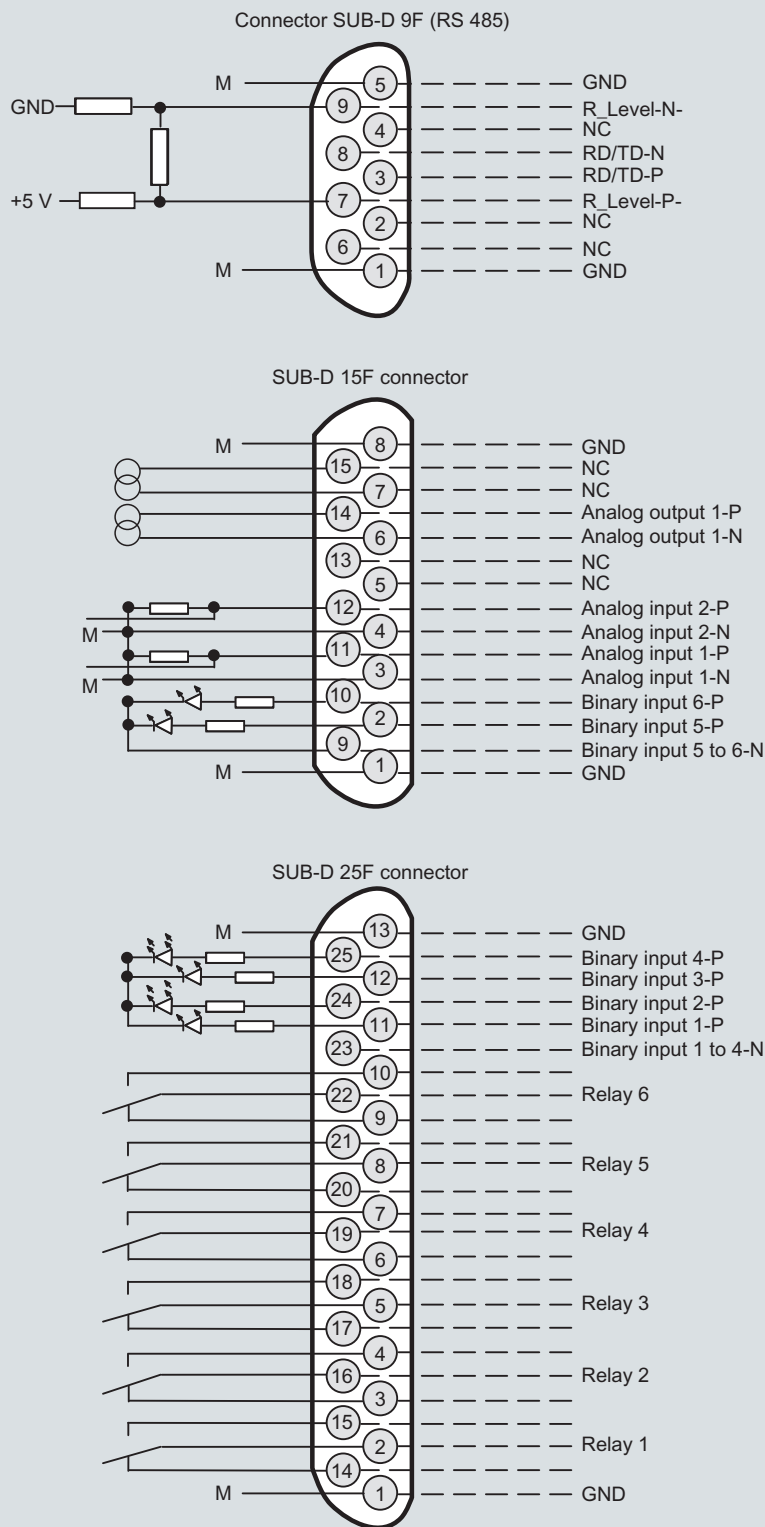 Connector SUB-D 9F (RS 485)
M 5 GND
GND 9 R_Level-N-
4 NC
8 RD/TD-N
3 RD/TD-P
+5 V 7 R_Level-P-
2 NC
6 NC
M 1 GND
SUB-D 15F connector
M 8 GND
15 NC
7 NC
14 Analog output 1-P
6 Analog output 1-N
13 NC
5 NC
12 Analog input 2-P
M 4 Analog input 2-N
11 Analog input 1-P
M 3 Analog input 1-N
10 Binary input 6-P
2 Binary input 5-P
9 Binary input 5 to 6-N
M 1 GND
SUB-D 25F connector
M 13 GND
25 Binary input 4-P
12 Binary input 3-P
24 Binary input 2-P
11 Binary input 1-P
23 Binary input 1 to 4-N
10
22 Relay 6
9
21
8 Relay 5
20
7
19 Relay 4
6
18
5 Relay 3
17
4
16 Relay 2
3
15
2 Relay 1
14
M 1 GND